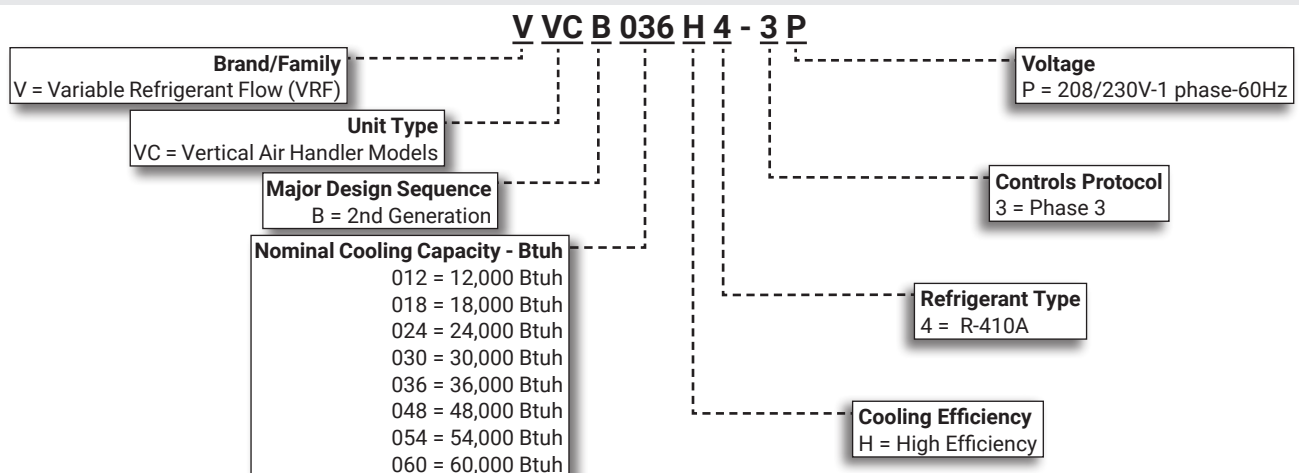 V VC B 036 H 4 - 3 P
Brand/Family
V = Variable Refrigerant Flow (VRF)
Unit Type
VC = Vertical Air Handler Models
Major Design Sequence
B = 2nd Generation
Nominal Cooling Capacity - Btuh
012 = 12,000 Btuh
018 = 18,000 Btuh
024 = 24,000 Btuh
030 = 30,000 Btuh
036 = 36,000 Btuh
048 = 48,000 Btuh
054 = 54,000 Btuh
060 = 60,000 Btuh
Voltage
P = 208/230V-1 phase-60Hz
Controls Protocol
3 = Phase 3
Refrigerant Type
4 = R-410A
Cooling Efficiency
H = High Efficiency